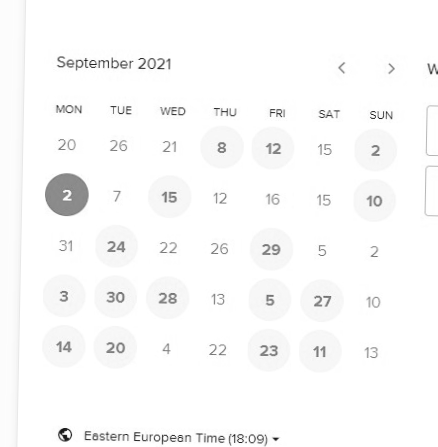 September 2021
MON TUE WED THU FRI SAT SUN
20 26 21 8 12 15 2
2 7 15 12 16 15 10
31 24 22 26 29 5 2
3 30 28 13 5 27 10
14 20 4 22 23 11 13
Eastern European Time (18:09)